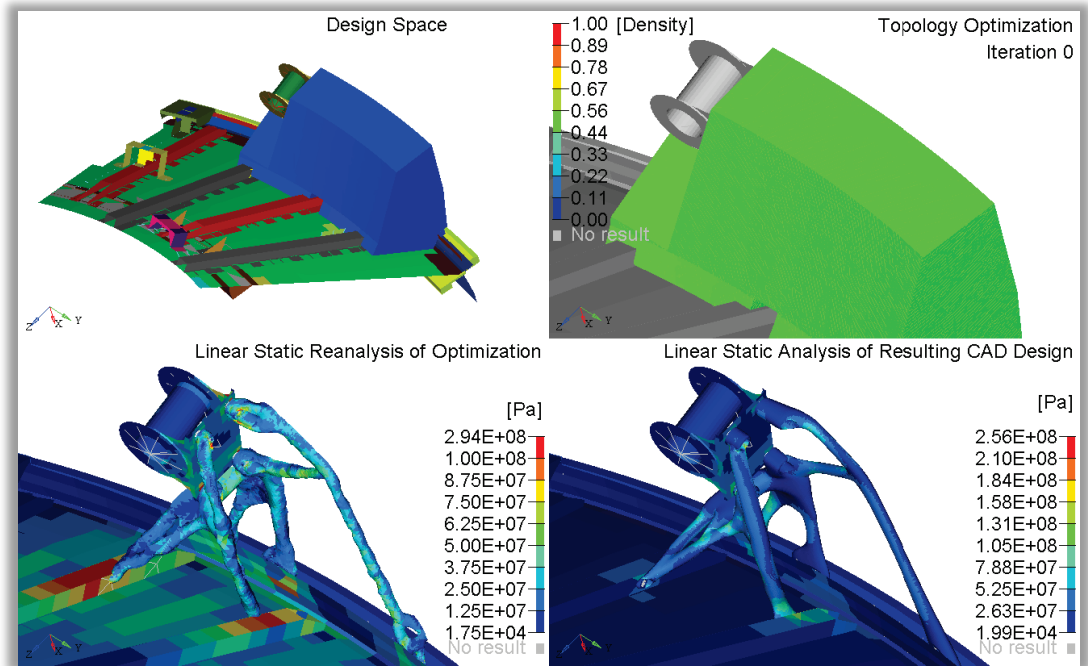 Design Space
Z X Y
1.00 [Density]
0.89
0.78
0.67
0.56
0.44
0.33
0.22
0.11
0.00
No result
Topology Optimization
Iteration 0
Z X Y
Linear Static Reanalysis of Optimization
[Pa]
2.94E+08
1.00E+08
8.75E+07
7.50E+07
6.25E+07
5.00E+07
3.75E+07
2.50E+07
1.25E+07
1.75E+04
No result
Z X Y
Linear Static Analysis of Resulting CAD Design
[Pa]
2.56E+08
2.10E+08
1.84E+08
1.58E+08
1.31E+08
1.05E+08
7.88E+07
5.25E+07
2.63E+07
1.99E+04
No result
Z X Y